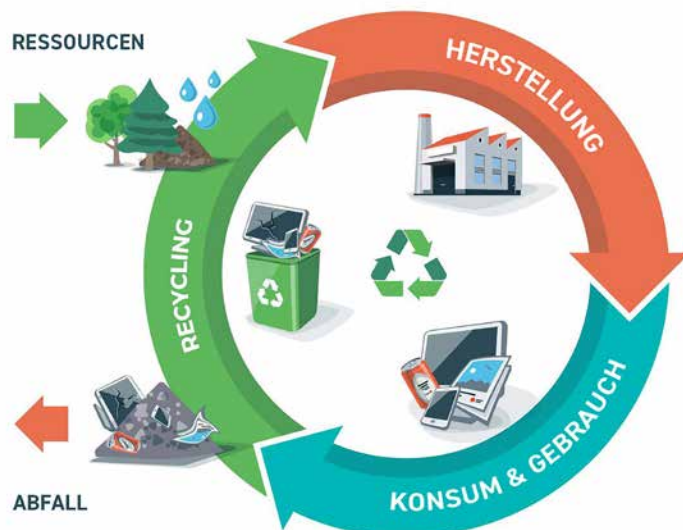 RESSOURCEN
HERSTELLUNG
RECYCLING
KONSUM & GEBRAUCH
ABFALL